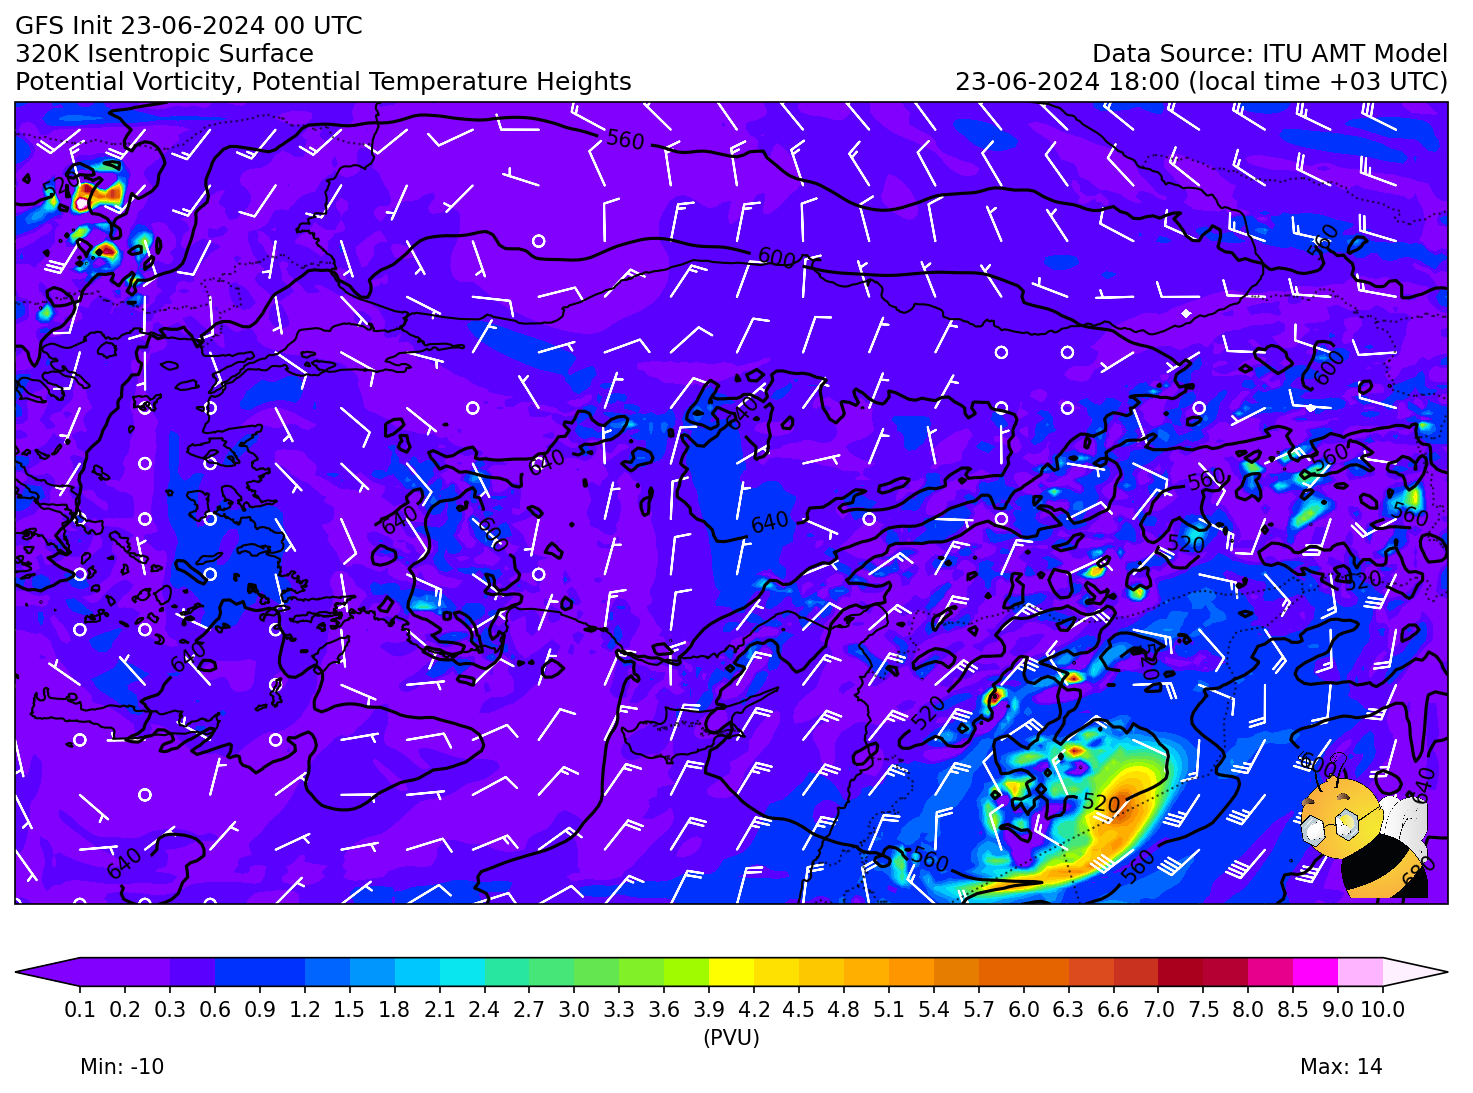 GFS Init 23-06-2024 00 UTC
320K Isentropic Surface
Data Source: ITU AMT Model
Potential Vorticity, Potential Temperature Heights
23-06-2024 18:00 (local time +03 UTC)
560
520
600
560
600
640
640
560
560
640
600
640
560
520
520
640
520
520
600
640
520
640
560
560
680
0.1 0.2 0.3 0.6 0.9 1.2 1.5 1.8 2.1 2.4 2.7 3.0 3.3 3.6 3.9 4.2 4.5 4.8 5.1 5.4 5.7 6.0 6.3 6.6 7.0 7.5 8.0 8.5 9.0 10.0
(PVU)
Min: -10
Max: 14